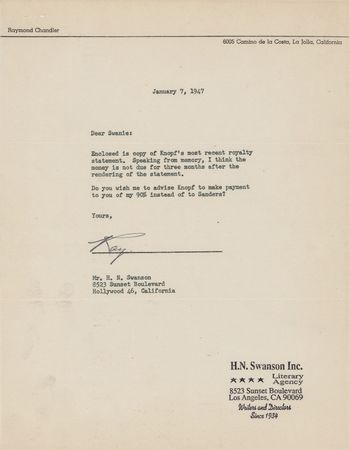 Raymond Chandler
6005 Camino de la Costa, La Jolla, California
January 7, 1947
Dear Swanie:
Enclosed is copy of Knopf's most recent royalty
statement. Speaking from memory, I think the
money is not due for three months after the
rendering of the statement.
Do you wish me to advise Knopf to make payment
to you of my 90% instead of to Sanders?
Yours,
Ray
Mr. H. N. Swanson
8523 Sunset Boulevard
Hollywood 46, California
H.N. Swanson Inc.
★★★★ Literary
Agency
8523 Sunset Boulevard
Los Angeles, CA 90069
Writers and Directors
Since 1934